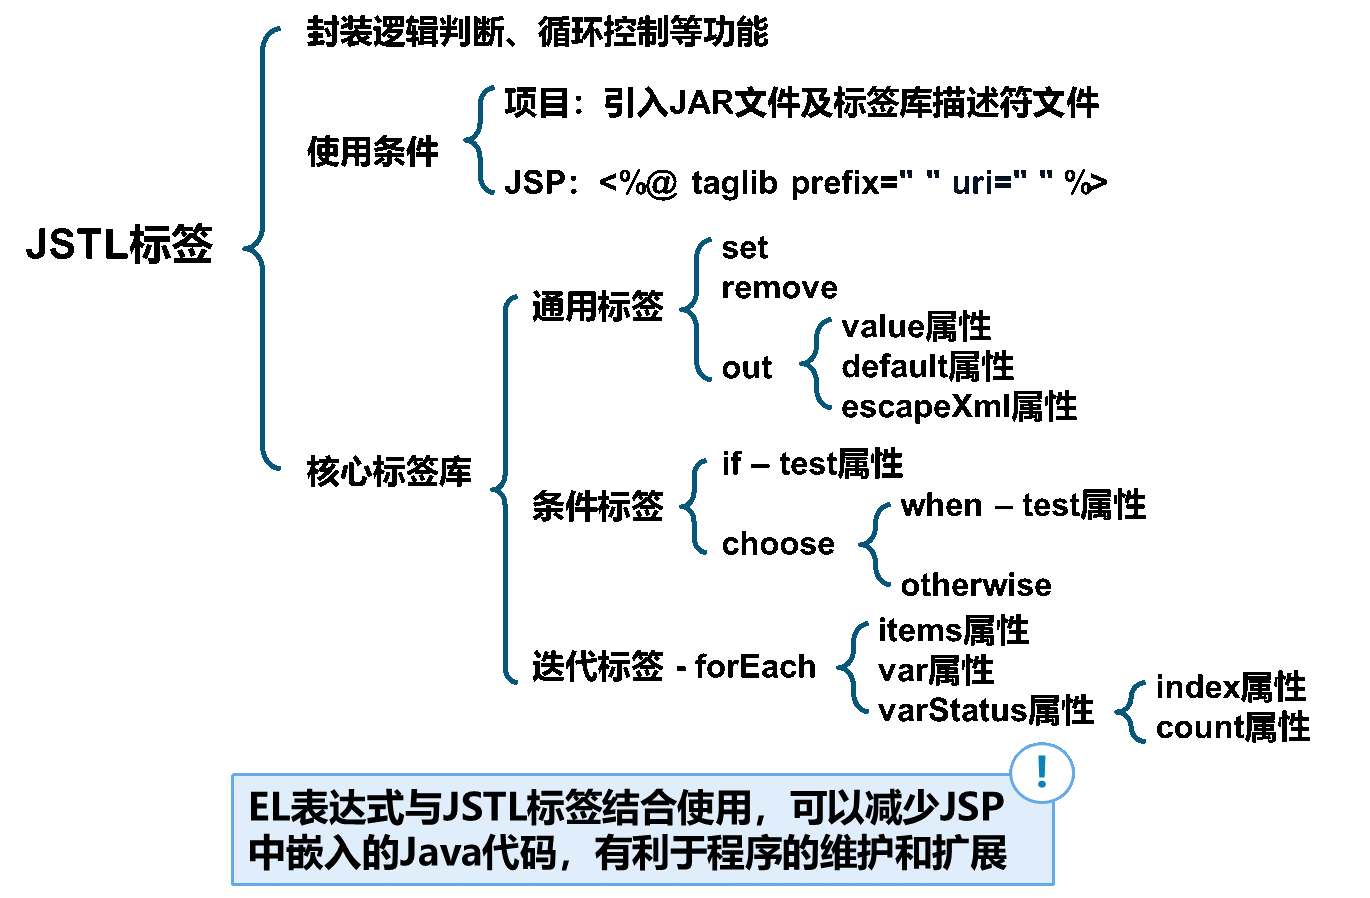 封装逻辑判断、循环控制等功能
项目：引入JAR文件及标签库描述符文件
使用条件
JSP：<%@ taglib prefix=" " uri=" " %>
JSTL标签
set
remove
通用标签
value属性
out
default属性
escapeXml属性
核心标签库
if – test属性
条件标签
when – test属性
choose
otherwise
items属性
迭代标签 - forEach
var属性
varStatus属性
index属性
count属性
!
EL表达式与JSTL标签结合使用，可以减少JSP
中嵌入的Java代码，有利于程序的维护和扩展